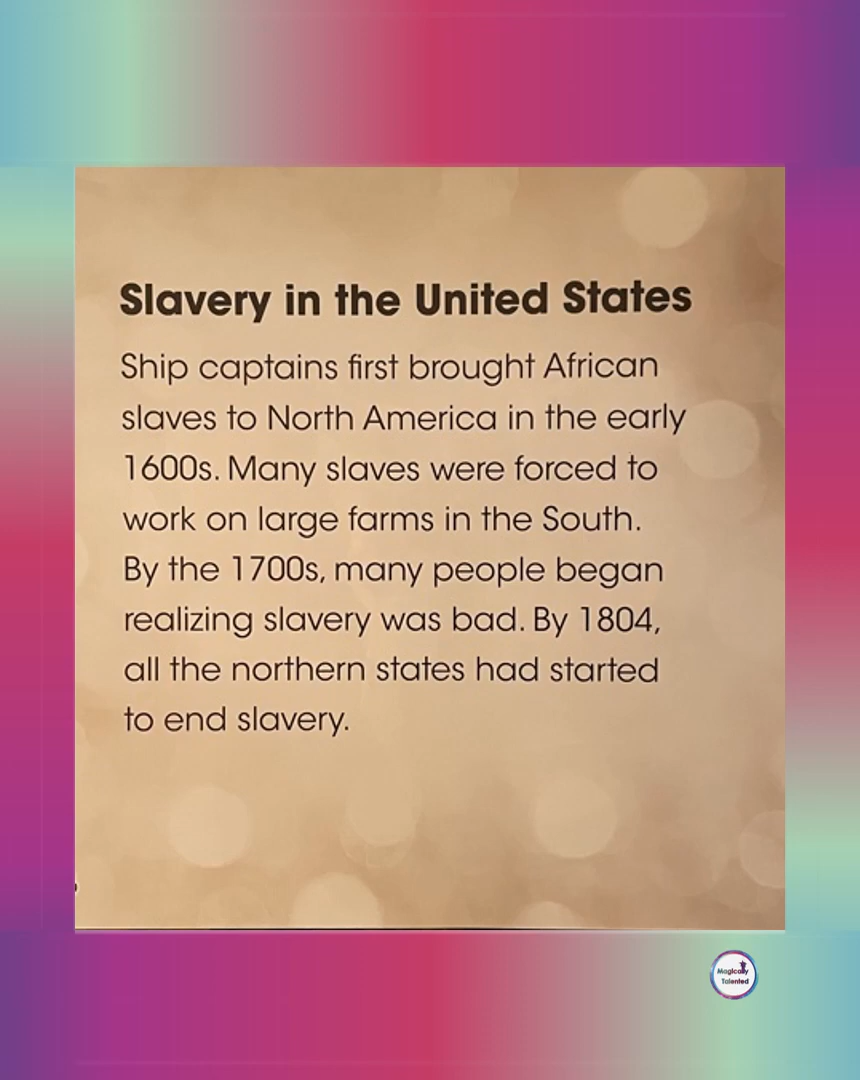 Slavery in the United States
Ship captains first brought African
slaves to North America in the early
1600s. Many slaves were forced to
work on large farms in the South.
By the 1700s, many people began
realizing slavery was bad. By 1804,
all the northern states had started
to end slavery.
Magically
Talented